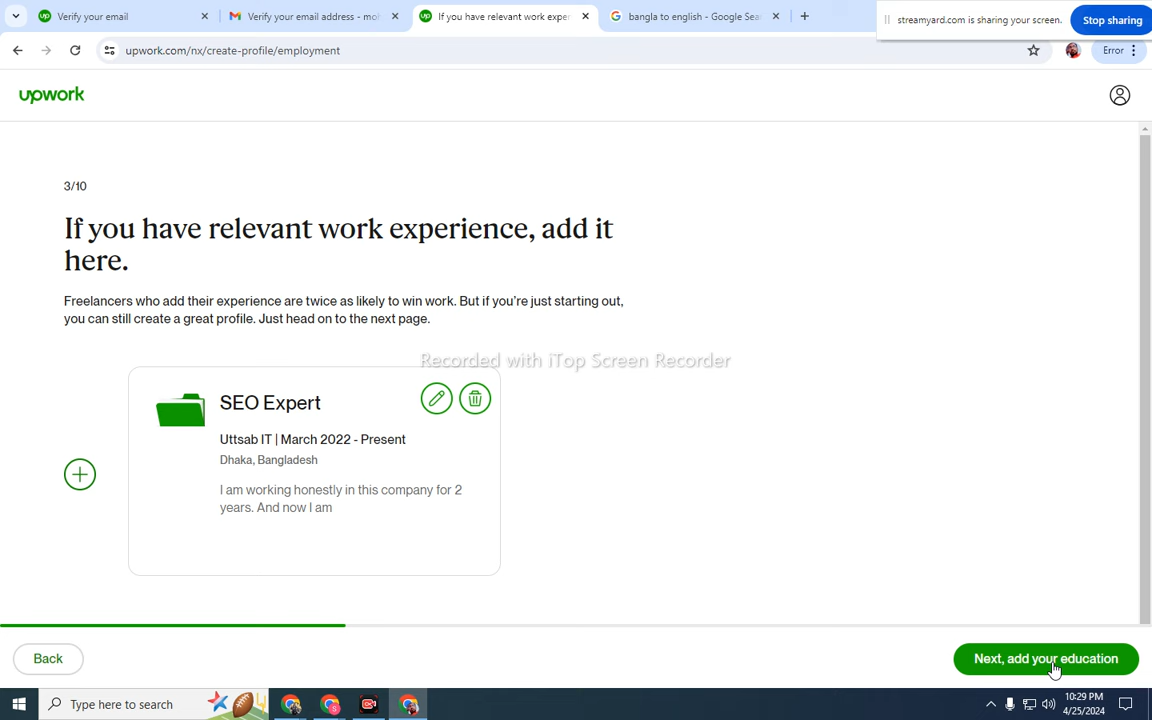 Verify your email
Verify your email address - mo
If you have relevant work exper
bangla to english - Google Sea
streamyard.com is sharing your screen.
Stop sharing
upwork.com/nx/create-profile/employment
Error
upwork
3/10
If you have relevant work experience, add it
here.
Freelancers who add their experience are twice as likely to win work. But if you're just starting out,
you can still create a great profile. Just head on to the next page.
Recorded with iTop Screen Recorder
SEO Expert
Uttsab IT | March 2022 - Present
Dhaka, Bangladesh
I am working honestly in this company for 2
years. And now I am
Back
Next, add your education
Type here to search
10:29 PM
4/25/2024